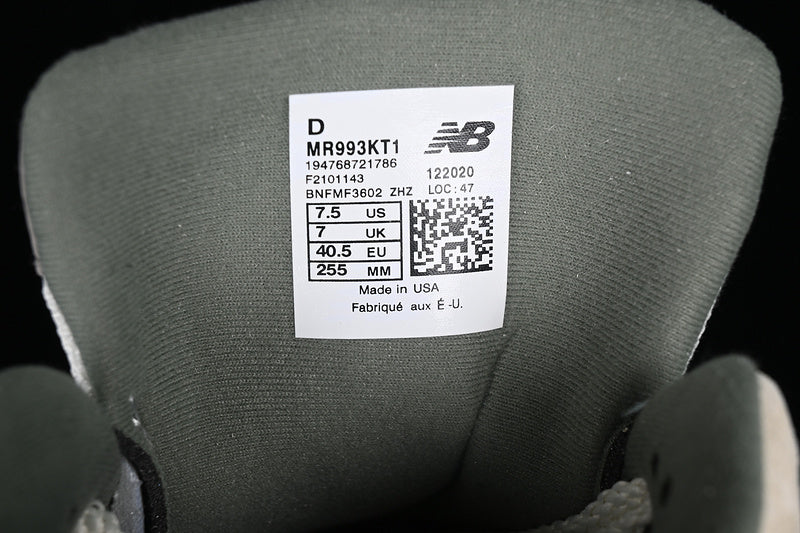 D
MR993KT1
194768721786
F2101143
BNFMF3602 ZHZ
NB
122020
LOC : 47
7.5 US
7 UK
40.5 EU
255 MM
Made in USA
Fabriqué aux É -U.